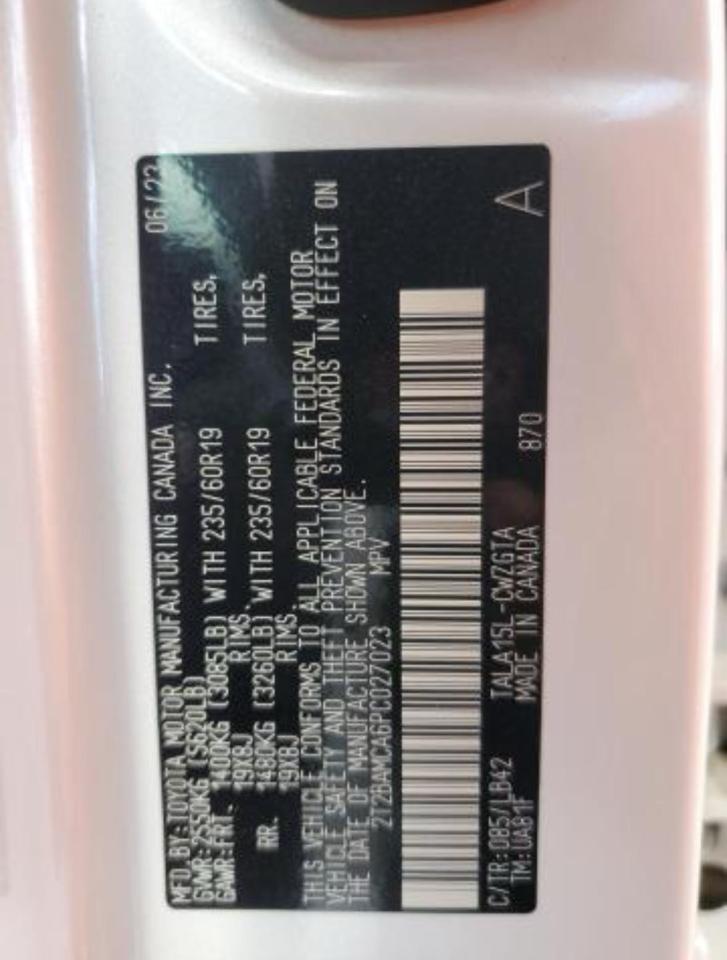 MFD.BY:TOYOTA MOTOR MANUFACTURING CANADA INC. 06/22
GVWR:2550KG (5620LB)
GAWR:FRT. 1400KG (3085LB) WITH 235/60R19 TIRES,
19X8J RIMS.
RR. 1480KG (3260LB) WITH 235/60R19 TIRES,
19X8J RIMS.
THIS VEHICLE CONFORMS TO ALL APPLICABLE FEDERAL MOTOR
VEHICLE SAFETY AND THEFT PREVENTION STANDARDS IN EFFECT ON
THE DATE OF MANUFACTURE SHOWN ABOVE.
2T2BAMCA6PC027023 MPV
C/TR:085/LB42 TALA15L-CWZGTA A
TM:UA81F MADE IN CANADA 870